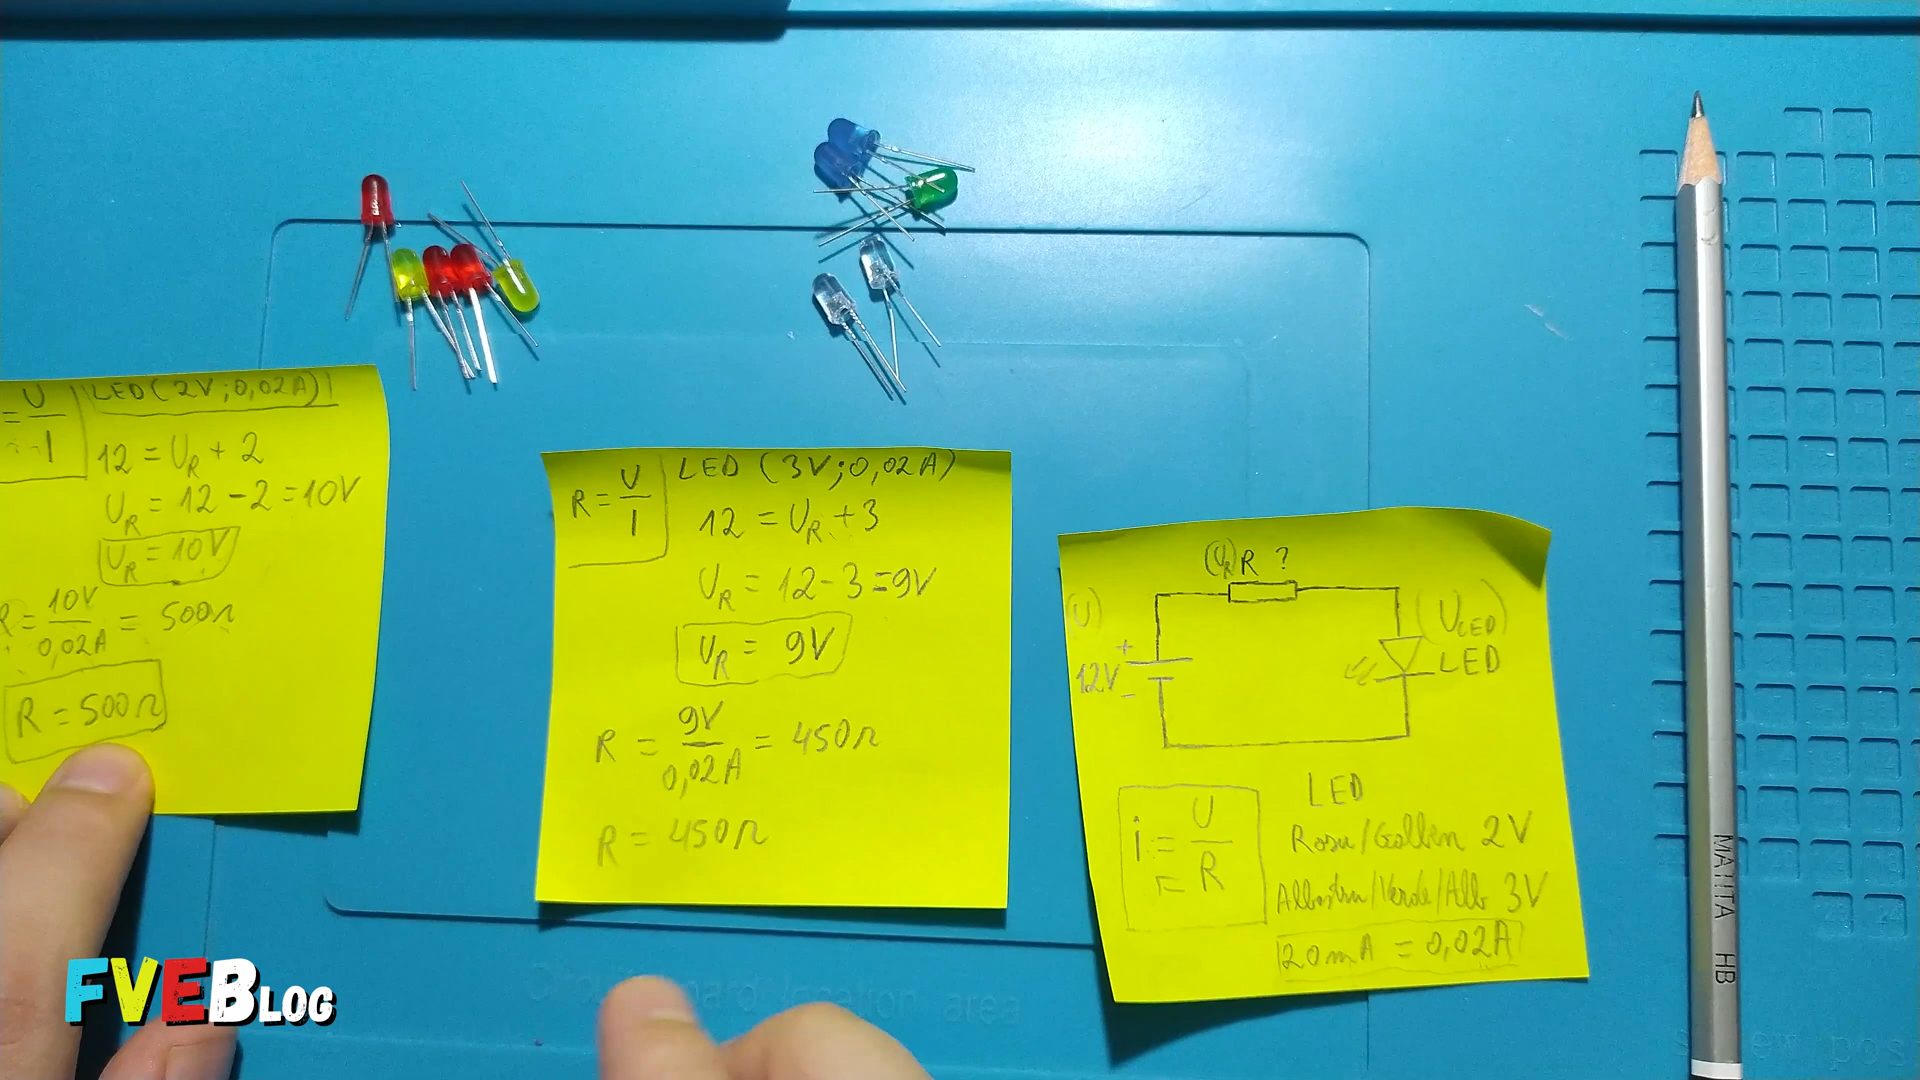 = U
I
LED (2V; 0,02A)
12 = UR + 2
UR = 12 - 2 = 10V
UR = 10V
R = 10V
0,02A
= 500Ω
R = 500Ω
R = U
I
LED (3V; 0,02A)
12 = UR + 3
UR = 12 - 3 = 9V
UR = 9V
R = 9V
0,02A
= 450Ω
R = 450Ω
(UR) R ?
(U)
+
12V
-
(ULED)
LED
i = U
R
LED
Rosu/Galben 2V
Albastru/Verde/Alb 3V
20mA = 0,02A
МАПТА HB
FVEBLOG
area